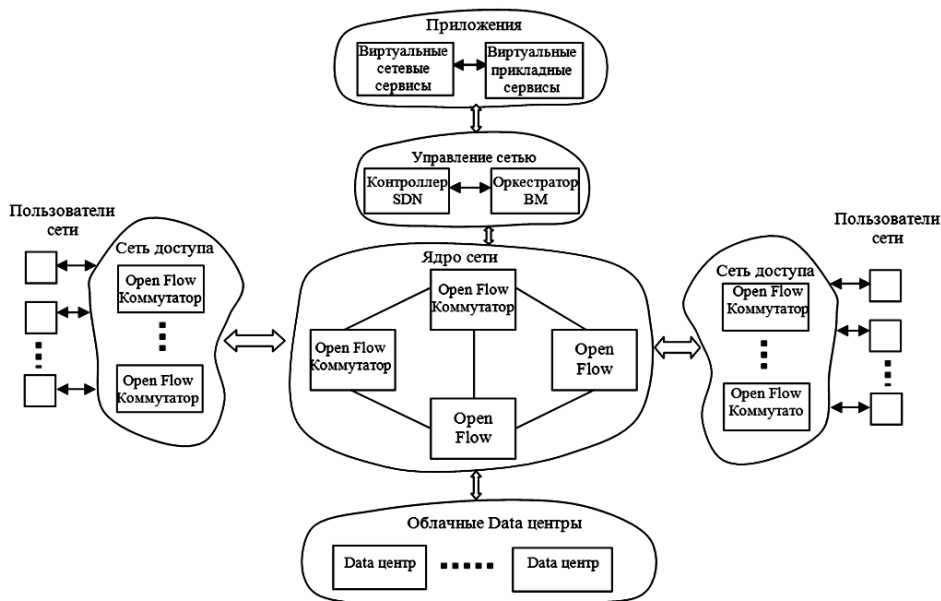 Приложения
Виртуальные
сетевые
сервисы
Виртуальные
прикладные
сервисы
Управление сетью
Контроллер
SDN
Оркестратор
ВМ
Пользователи
сети
Сеть доступа
Open Flow
Коммутатор
Open Flow
Коммутатор
Ядро сети
Open Flow
Коммутатор
Open Flow
Коммутатор
Open
Flow
Open
Flow
Пользователи
сети
Сеть доступа
Open Flow
Коммутатор
Open Flow
Коммутато
Облачные Data центры
Data центр
Data центр